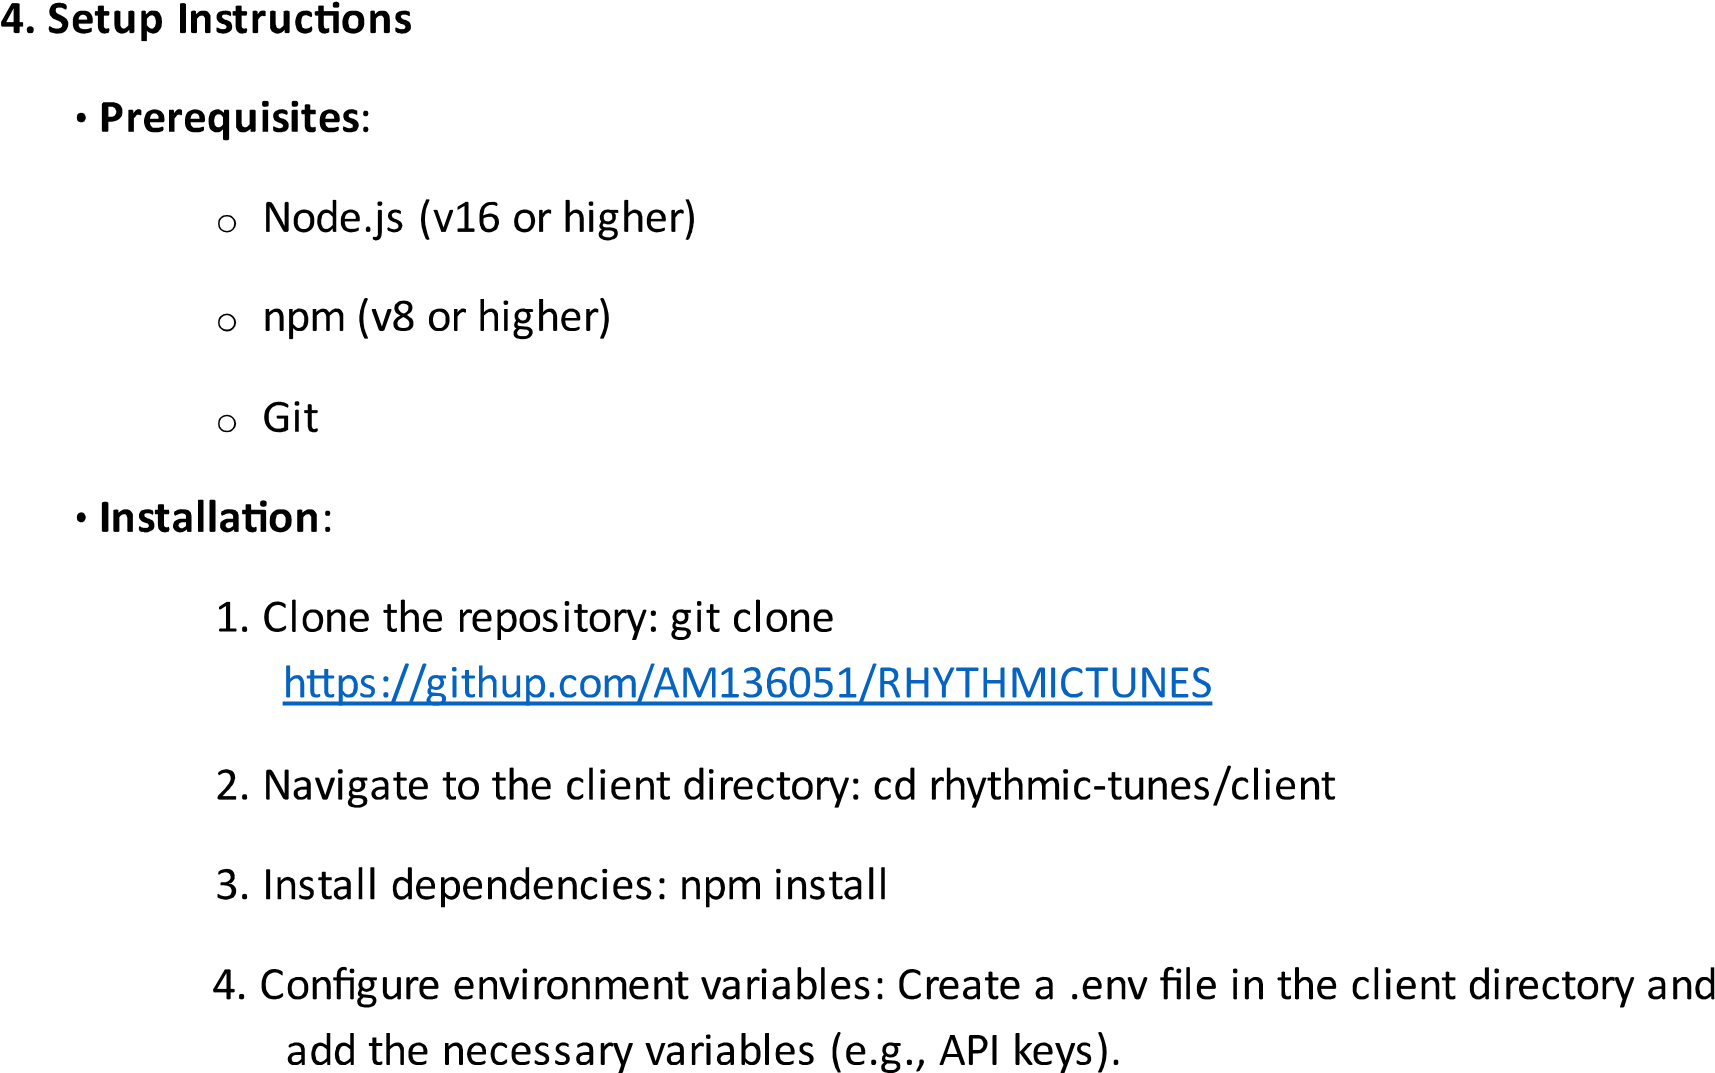 4. Setup Instructions
• Prerequisites:
o Node.js (v16 or higher)
o npm (v8 or higher)
o Git
• Installation:
1. Clone the repository: git clone
https://githup.com/AM136051/RHYTHMICTUNES
2. Navigate to the client directory: cd rhythmic-tunes/client
3. Install dependencies: npm install
4. Configure environment variables: Create a .env file in the client directory and
add the necessary variables (e.g., API keys).